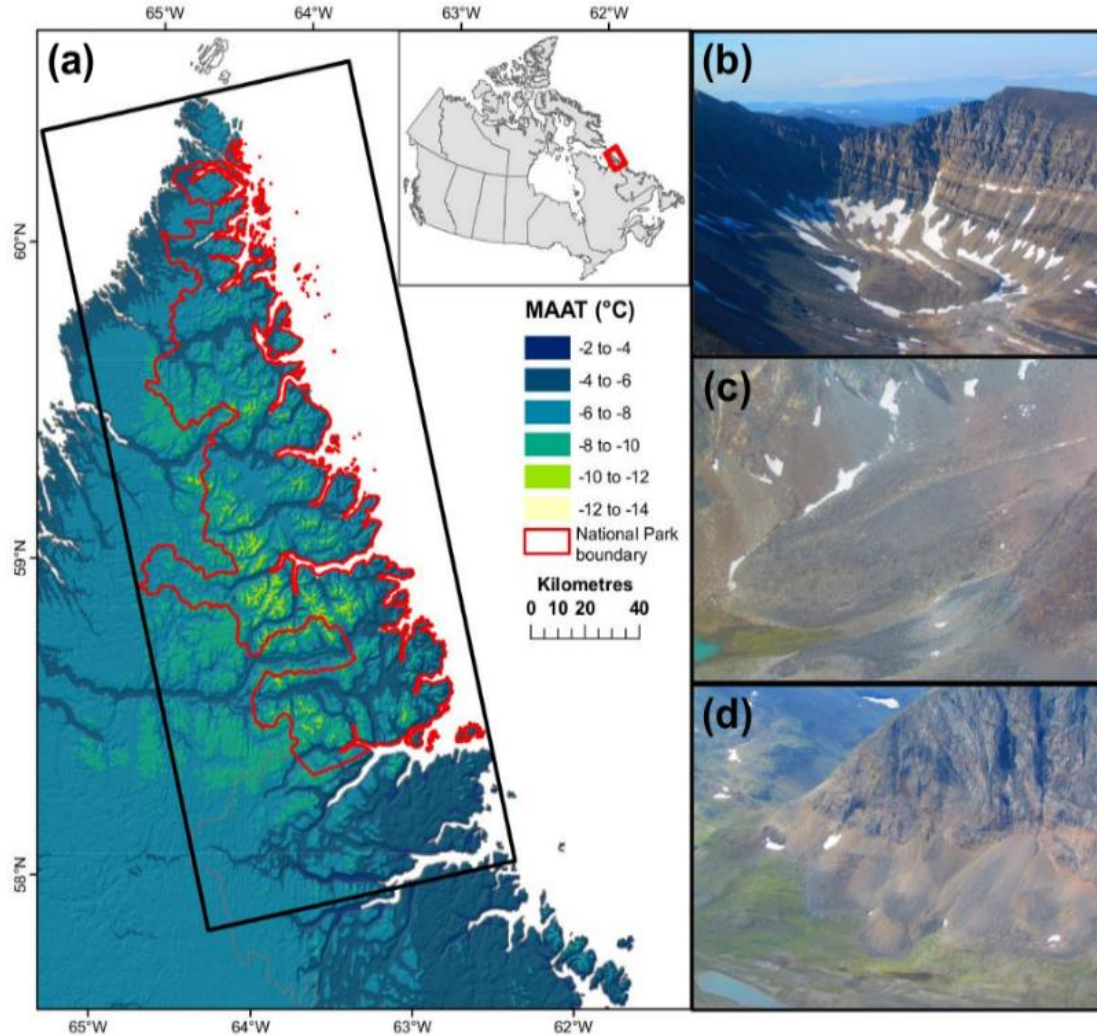 65°W 64°W 63°W 62°W
(a)
60°N
59°N
58°N
MAAT (°C)
-2 to -4
-4 to -6
-6 to -8
-8 to -10
-10 to -12
-12 to -14
National Park
boundary
Kilometres
0 10 20 40
65°W 64°W 63°W 62°W
(b)
(c)
(d)